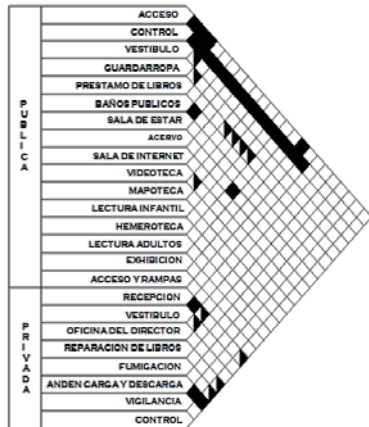 PUBLICA
ACCESO
CONTROL
VESTIBULO
GUARDARROPA
PRESTAMO DE LIBROS
BAÑOS PUBLICOS
SALA DE ESTAR
ACERVO
SALA DE INTERNET
VIDEOTECA
MAPOTECA
LECTURA INFANTIL
HEMEROTECA
LECTURA ADULTOS
EXHIBICION
ACCESO Y RAMPAS
PRIVADA
RECEPCION
VESTIBULO
OFICINA DEL DIRECTOR
REPARACION DE LIBROS
FUMIGACION
ANDEN CARGA Y DESCARGA
VIGILANCIA
CONTROL